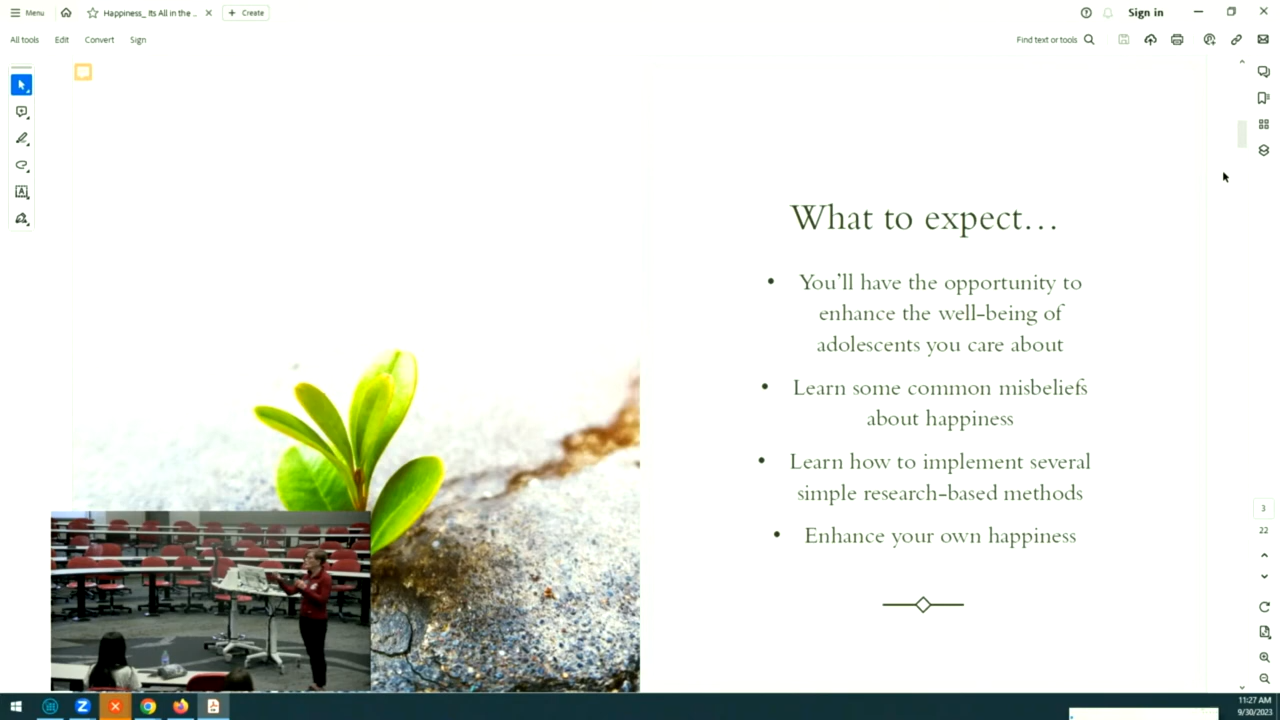 Menu
Happiness_ Its All in the ..
Create
Sign in
All tools
Edit
Convert
Sign
Find text or tools
What to expect...
• You'll have the opportunity to
enhance the well-being of
adolescents you care about
• Learn some common misbeliefs
about happiness
• Learn how to implement several
simple research-based methods
• Enhance your own happiness
3
22
11:27 AM
9/30/2023